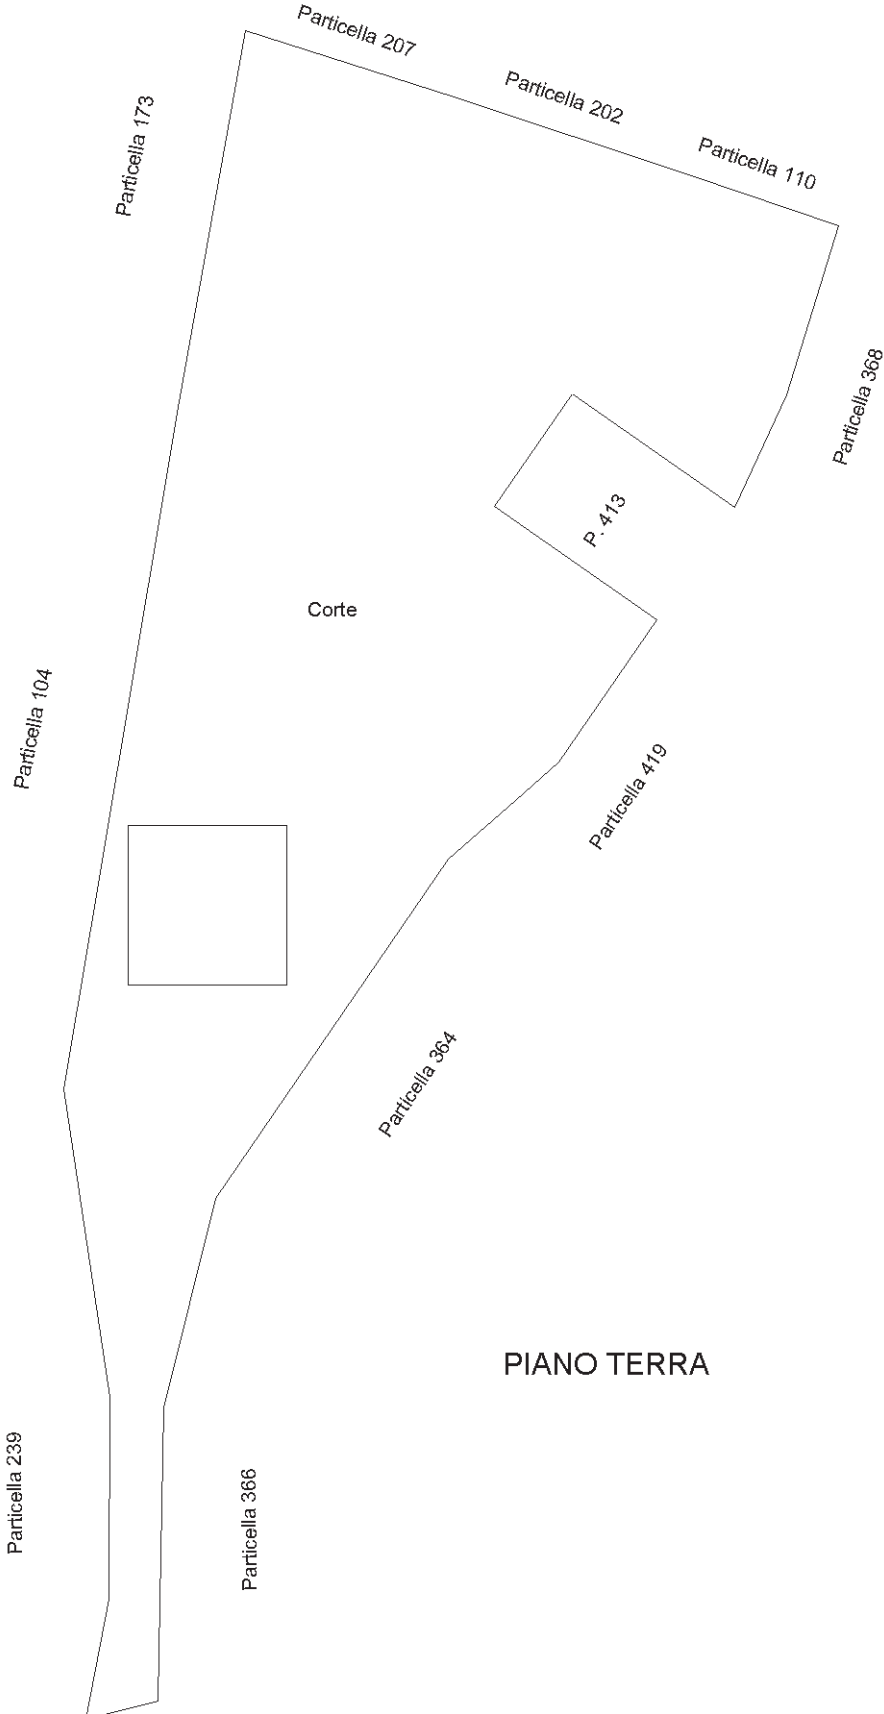 Particella 207
Particella 202
Particella 110
Particella 173
Particella 368
P. 413
Corte
Particella 104
Particella 419
Particella 364
PIANO TERRA
Particella 239
Particella 366